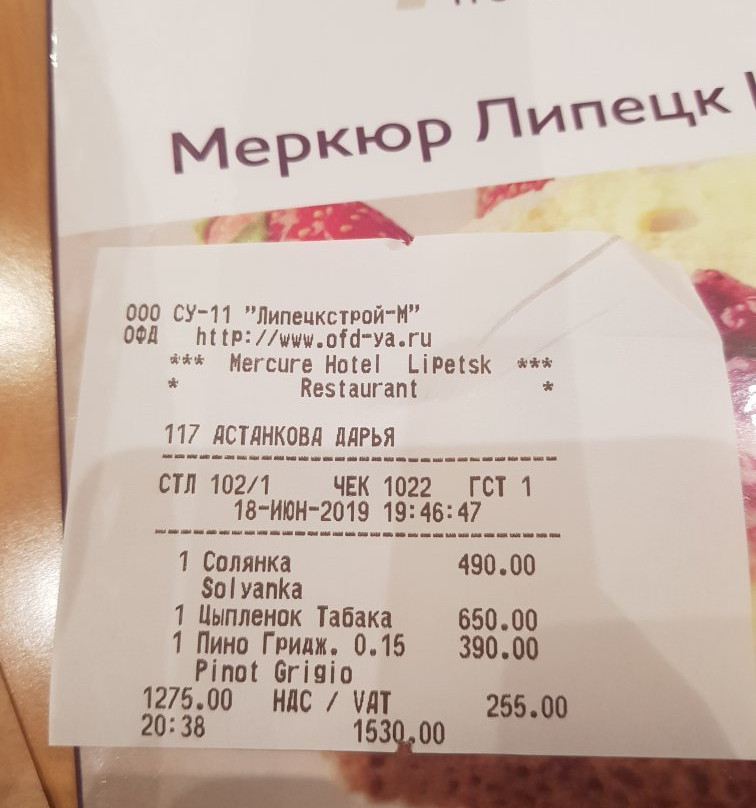 Меркюр Липецк
ООО СУ-11 "Липецкстрой-М"
ОФД http://www.ofd-ya.ru
*** Mercure Hotel Lipetsk ***
* Restaurant *
117 АСТАНКОВА ДАРЬЯ
СТЛ 102/1 ЧЕК 1022 ГСТ 1
18-ИЮН-2019 19:46:47
1 Солянка 490.00
Solyanka
1 Цыпленок Табака 650.00
1 Пино Гридж. 0.15 390.00
Pinot Grigio
1275.00 НДС / VAT 255.00
20:38 1530.00